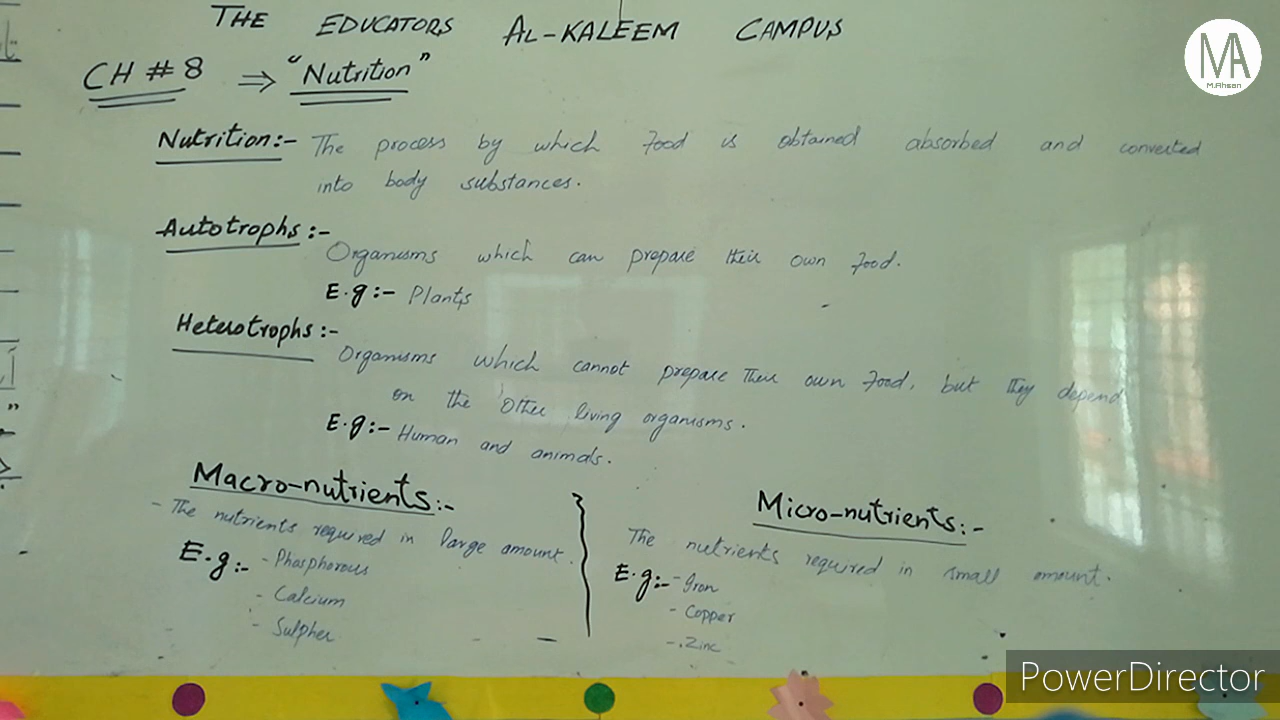 THE EDUCATORS AL-KALEEM CAMPUS
MA
M.Ahsan
CH # 8 ⇒ "Nutrition"
Nutrition:- The process by which food is obtained absorbed and converted
into body substances.
Autotrophs:-
Organisms which can prepare their own food.
E.g:- Plants
Heterotrophs:-
Organisms which cannot prepare their own food, but they depend
on the other living organisms.
E.g:- Human and animals.
Macro-nutrients:-
- The nutrients required in large amount.
E.g:- - Phosphorous
- Calcium
- Sulpher
Micro-nutrients:-
The nutrients required in small amount.
E.g:- - Iron
- Copper
- Zinc
PowerDirector